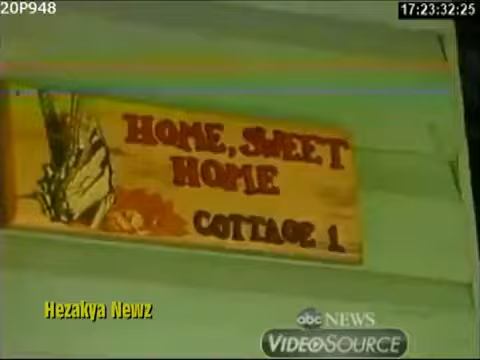 20P948
17:23:32:25
HOME, SWEET
HOME
COTTAGE 1
Hezakya Newz
abc NEWS
VIDEOSOURCE